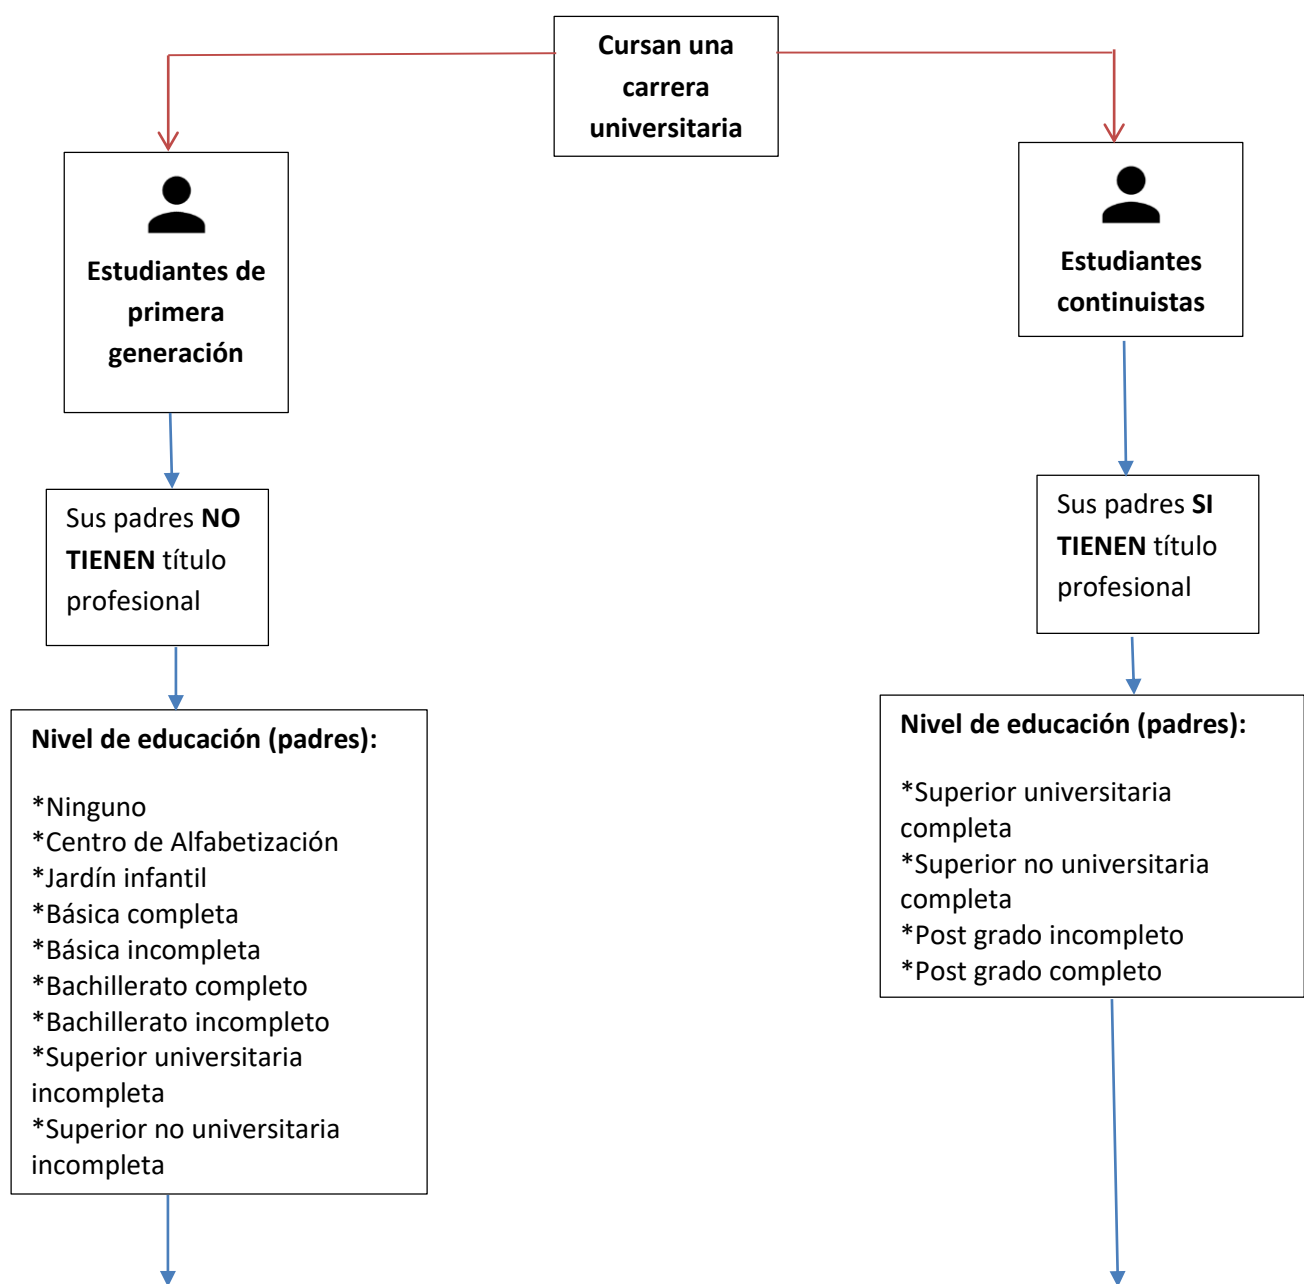 Cursan una
carrera
universitaria
Estudiantes de
primera
generación
Estudiantes
continuistas
Sus padres NO
TIENEN título
profesional
Sus padres SI
TIENEN título
profesional
Nivel de educación (padres):
*Ninguno
*Centro de Alfabetización
*Jardín infantil
*Básica completa
*Básica incompleta
*Bachillerato completo
*Bachillerato incompleto
*Superior universitaria
incompleta
*Superior no universitaria
incompleta
Nivel de educación (padres):
*Superior universitaria
completa
*Superior no universitaria
completa
*Post grado incompleto
*Post grado completo